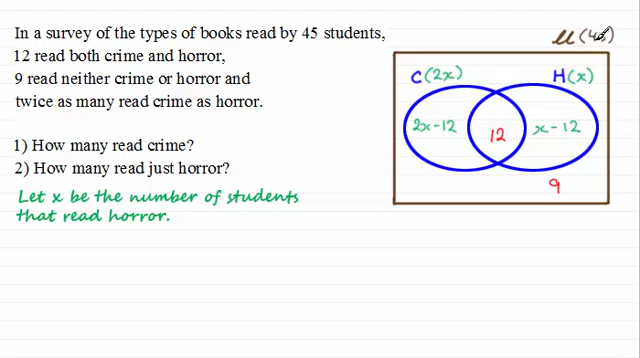 In a survey of the types of books read by 45 students,
12 read both crime and horror,
9 read neither crime or horror and
twice as many read crime as horror.
1) How many read crime?
2) How many read just horror?
Let x be the number of students
that read horror.
𝓤 (45)
C (2x) H (x)
2x - 12 12 x - 12
9